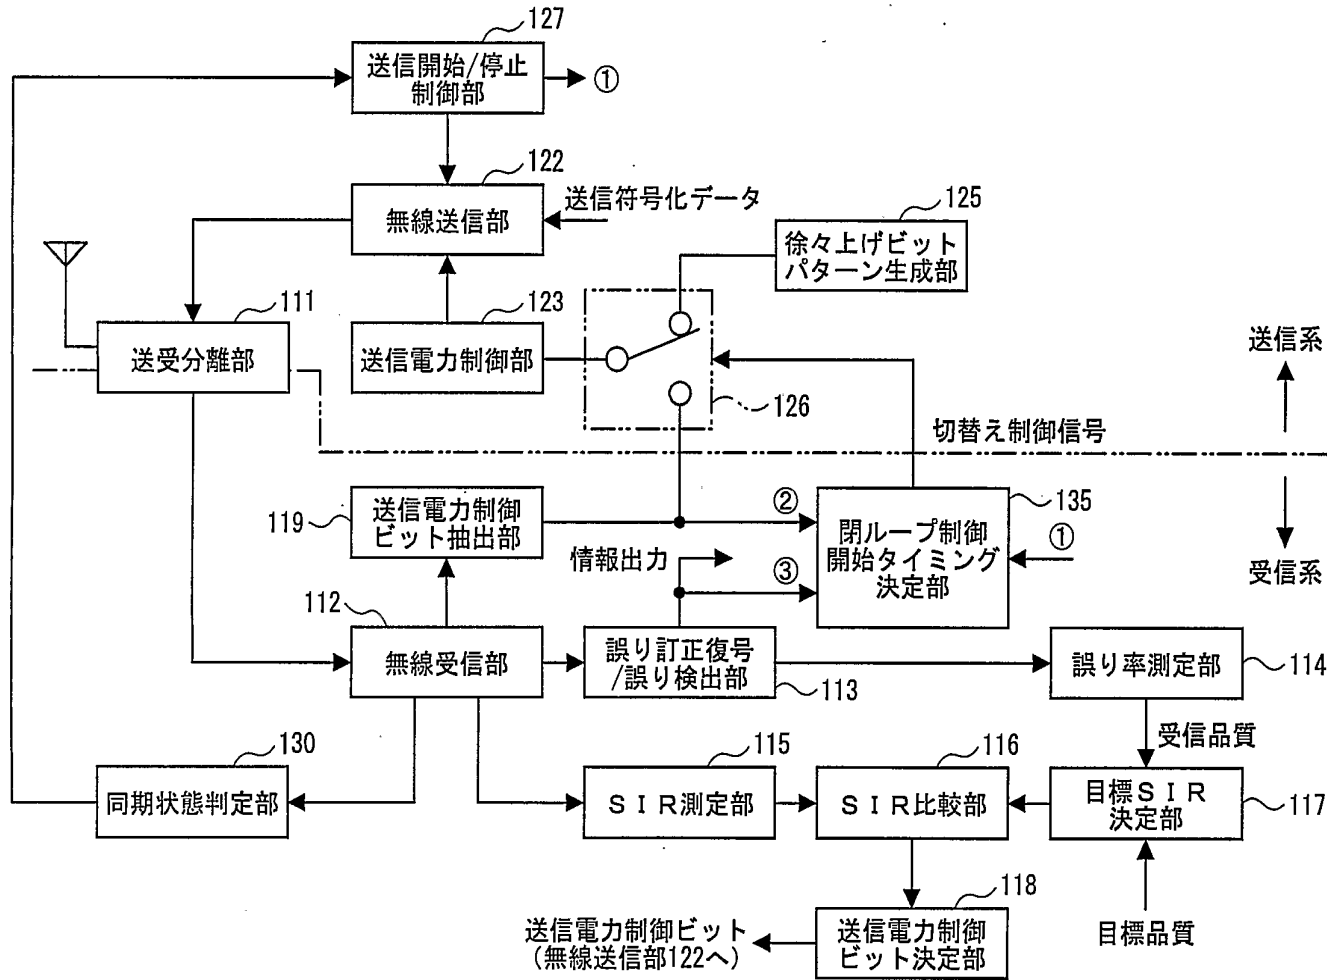 127
送信開始/停止
制御部
①
122
無線送信部
送信符号化データ
125
徐々上げビット
パターン生成部
111
送受分離部
123
送信電力制御部
126
送信系
切替え制御信号
119
送信電力制御
ビット抽出部
②
135
閉ループ制御
開始タイミング
決定部
①
受信系
情報出力
③
112
無線受信部
誤り訂正復号
/誤り検出部
113
誤り率測定部
114
受信品質
130
同期状態判定部
115
SIR測定部
116
SIR比較部
目標SIR
決定部
117
118
送信電力制御
ビット決定部
送信電力制御ビット
(無線送信部122へ)
目標品質